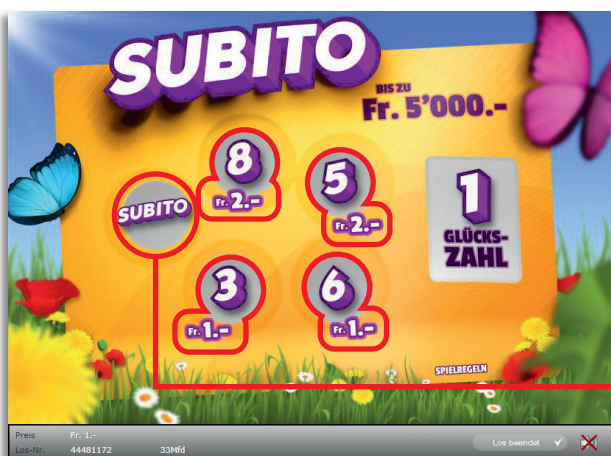 SUBITO
BIS ZU
Fr. 5'000.-
8
Fr. 2.-
5
Fr. 2.-
SUBITO
1
GLÜCKS-
ZAHL
3
Fr. 1.-
6
Fr. 1.-
SPIELREGELN
Preis Fr. 1.-
Los beendet
Los-Nr. 44481172 33Mfd